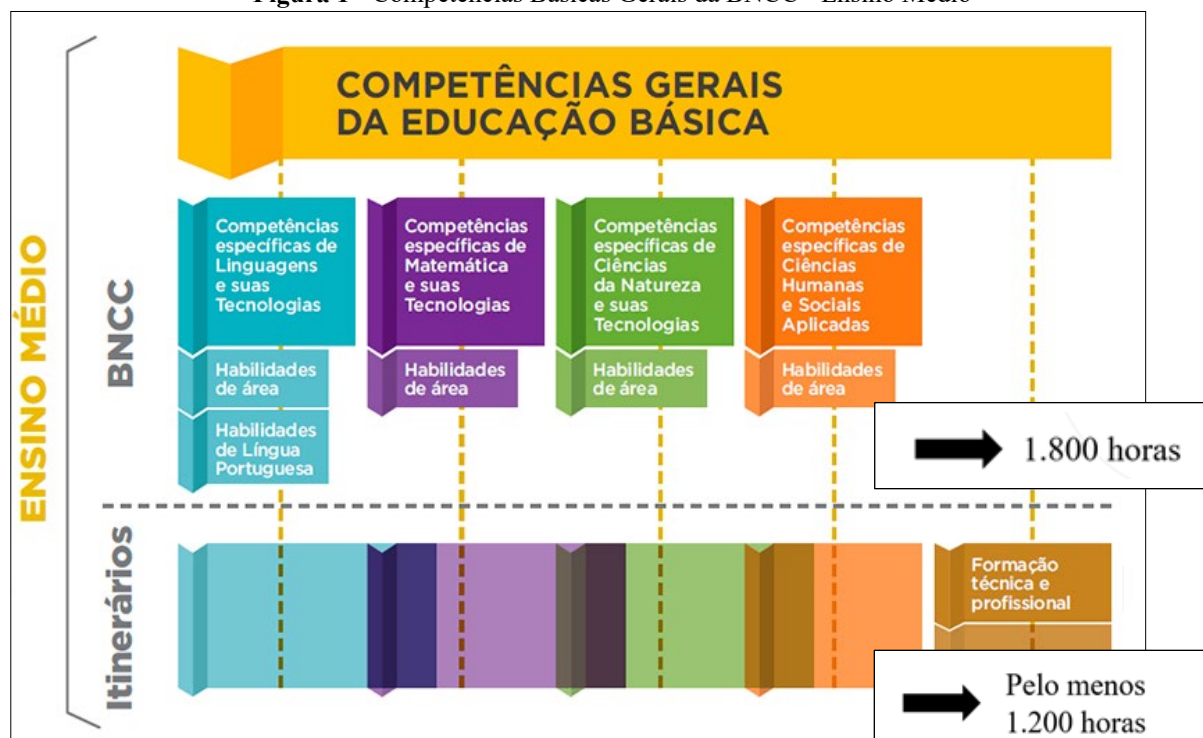 Figura 1 - Competências Básicas Gerais da BNCC - Ensino Médio
COMPETÊNCIAS GERAIS
DA EDUCAÇÃO BÁSICA
ENSINO MÉDIO
BNCC
Competências
específicas de
Linguagens
e suas
Tecnologias
Habilidades
de área
Habilidades
de Língua
Portuguesa
Competências
específicas de
Matemática
e suas
Tecnologias
Habilidades
de área
Competências
específicas de
Ciências
da Natureza
e suas
Tecnologias
Habilidades
de área
Competências
específicas de
Ciências
Humanas
e Sociais
Aplicadas
Habilidades
de área
1.800 horas
Itinerários
Formação
técnica e
profissional
Pelo menos
1.200 horas